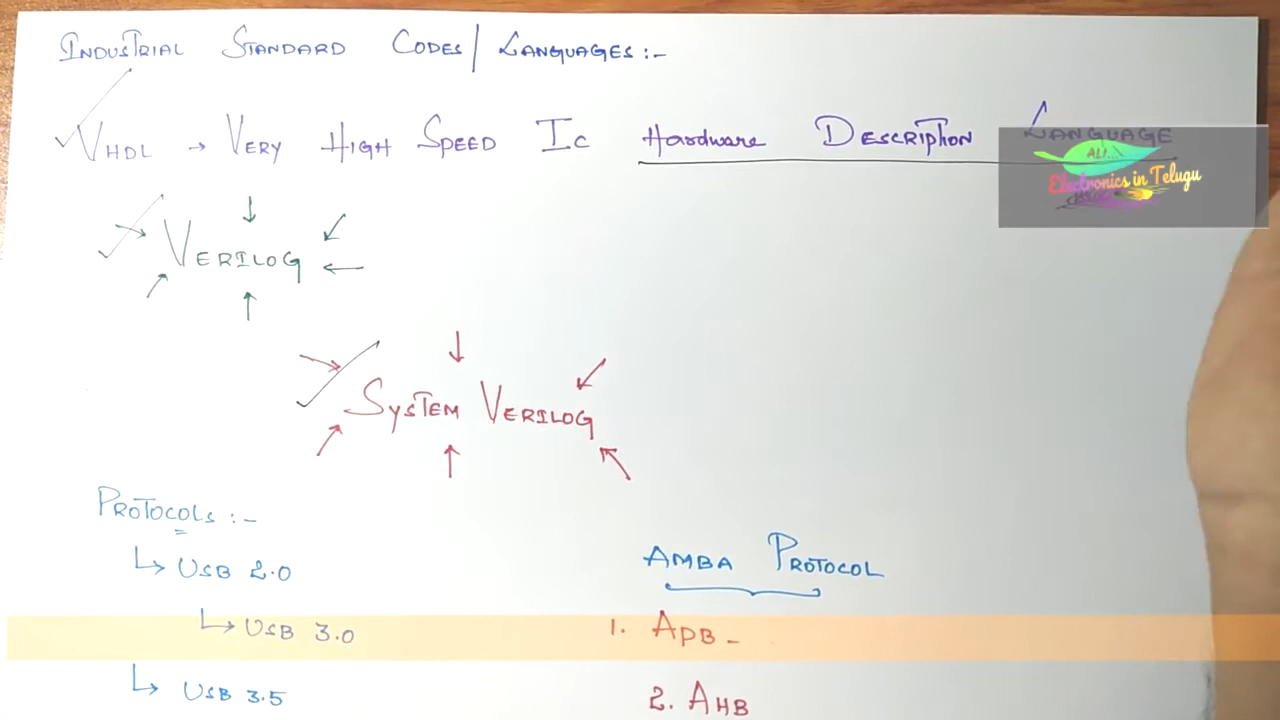 INDUSTRIAL STANDARD CODES/LANGUAGES:-
VHDL → VERY HIGH SPEED IC Hardware DESCRIPTION LANGUAGE
ALI...
Electronics in Telugu
VERILOG
SYSTEM VERILOG
PROTOCOLS :-
USB 2.0
USB 3.0
USB 3.5
AMBA PROTOCOL
1. APB -
2. AHB